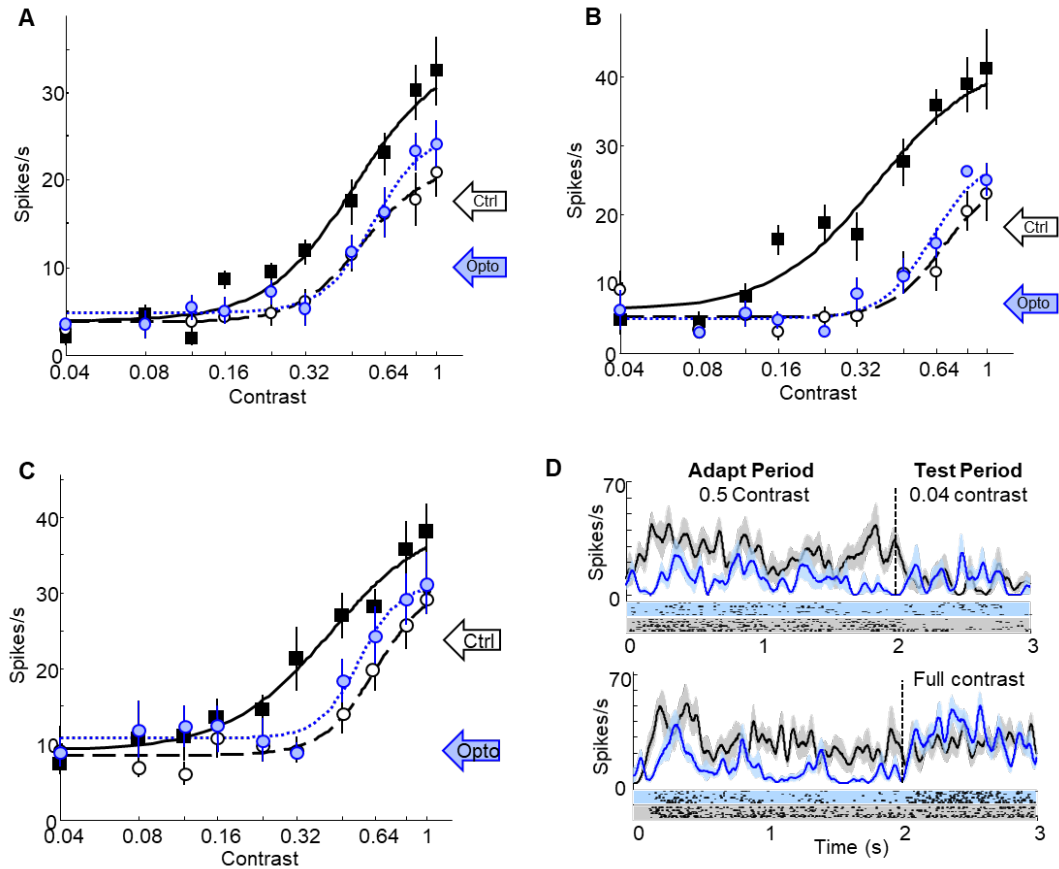 A
Spikes/s
30
20
10
0
Ctrl
Opto
0.04 0.08 0.16 0.32 0.64 1
Contrast
B
Spikes/s
40
30
20
10
0
Ctrl
Opto
0.04 0.08 0.16 0.32 0.64 1
Contrast
C
Spikes/s
40
30
20
10
0
Ctrl
Opto
0.04 0.08 0.16 0.32 0.64 1
Contrast
D
Adapt Period Test Period
0.5 Contrast 0.04 contrast
70
Spikes/s
0
0 1 2 3
Full contrast
70
Spikes/s
0
0 1 2 3
Time (s)